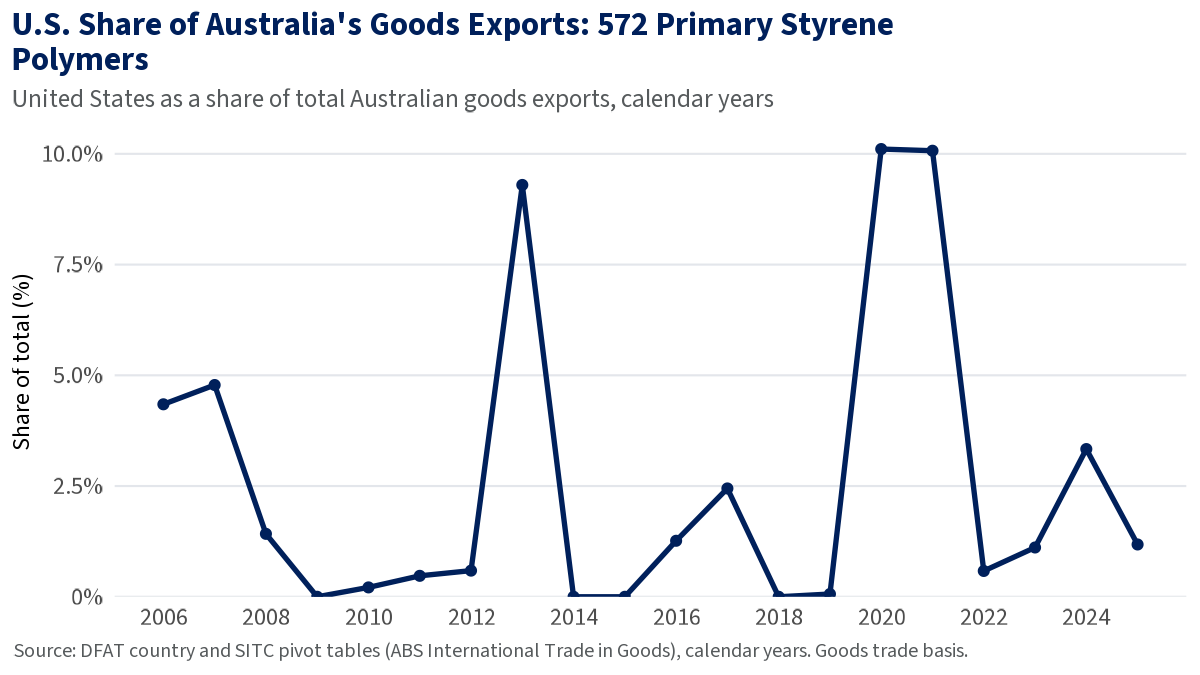 U.S. Share of Australia's Goods Exports: 572 Primary Styrene
Polymers
United States as a share of total Australian goods exports, calendar years
Share of total (%)
10.0%
7.5%
5.0%
2.5%
0%
2006 2008 2010 2012 2014 2016 2018 2020 2022 2024
Source: DFAT country and SITC pivot tables (ABS International Trade in Goods), calendar years. Goods trade basis.